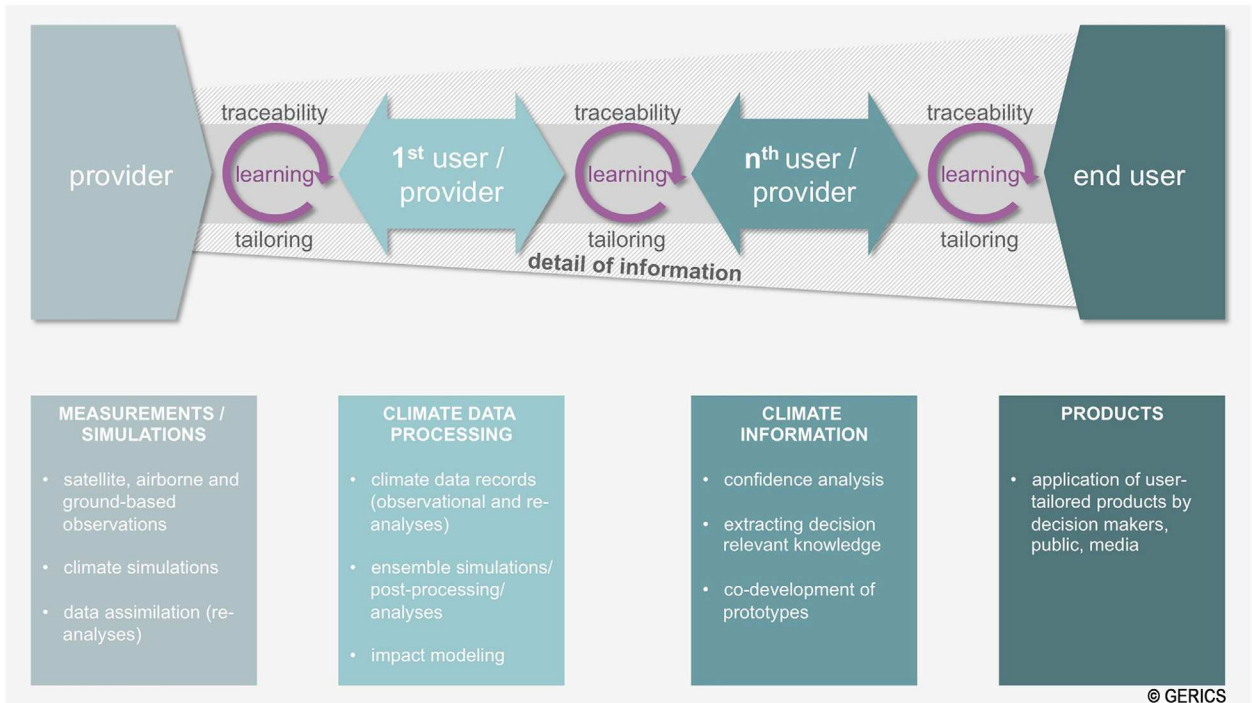 provider
traceability
learning
tailoring
1st user /
provider
traceability
learning
tailoring
detail of information
nth user /
provider
traceability
learning
tailoring
end user
MEASUREMENTS /
SIMULATIONS
• satellite, airborne and
ground-based
observations
• climate simulations
• data assimilation (re-
analyses)
CLIMATE DATA
PROCESSING
• climate data records
(observational and re-
analyses)
• ensemble simulations/
post-processing/
analyses
• impact modeling
CLIMATE
INFORMATION
• confidence analysis
• extracting decision
relevant knowledge
• co-development of
prototypes
PRODUCTS
• application of user-
tailored products by
decision makers,
public, media
© GERICS